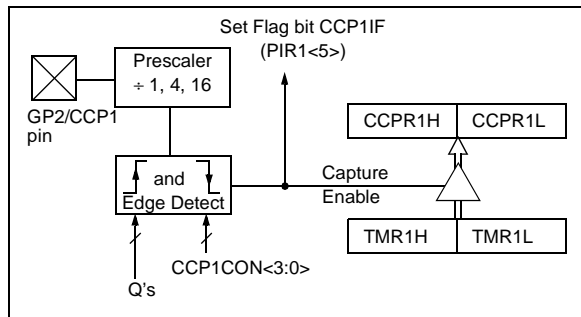 Set Flag bit CCP1IF
(PIR1<5>)
Prescaler
÷ 1, 4, 16
GP2/CCP1
pin
CCPR1H
CCPR1L
and
Edge Detect
Capture
Enable
TMR1H
TMR1L
CCP1CON<3:0>
Q's